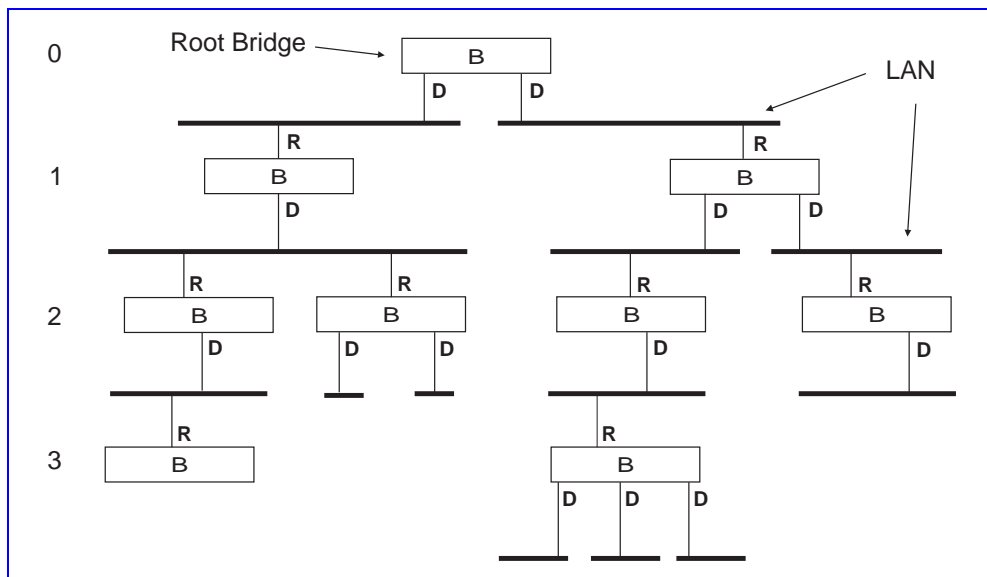 0 Root Bridge B LAN
D D
R R
1 B B
D D D
R R R R
2 B B B B
D D D D D
R R
3 B B
D D D